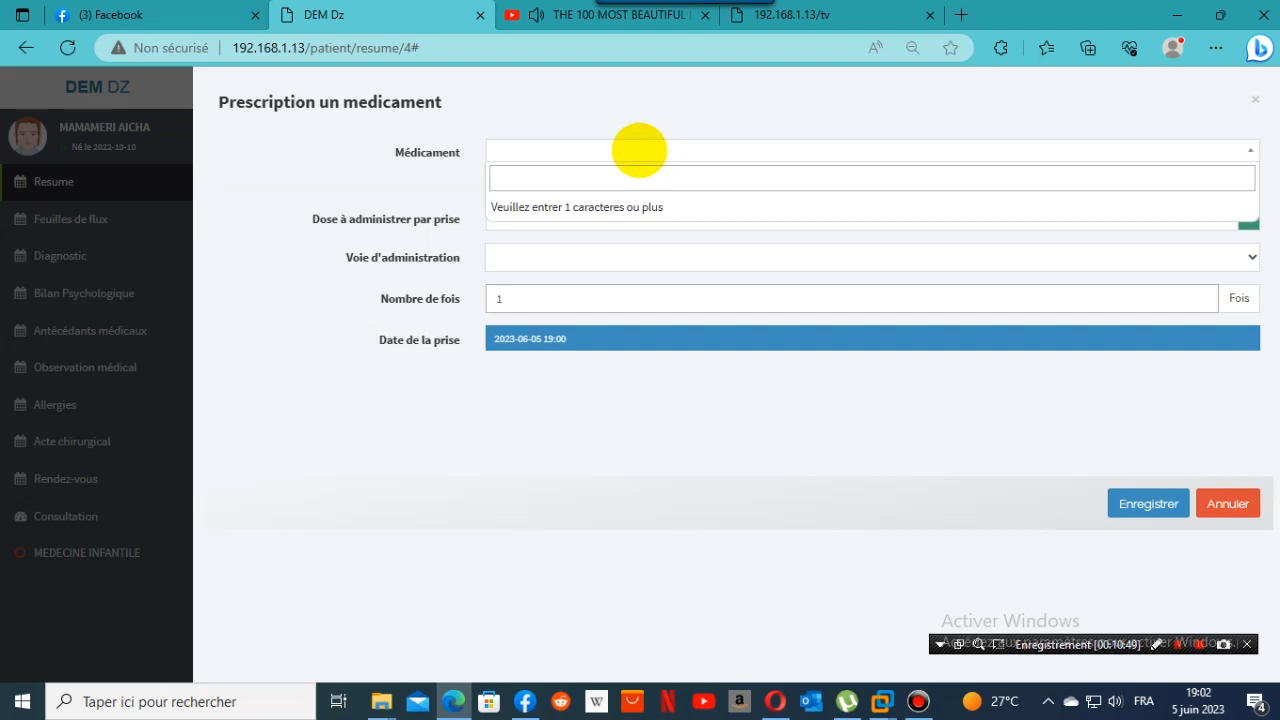 (3) Facebook
DEM Dz
THE 100 MOST BEAUTIFUL
192.168.1.13/tv
Non sécurisé
192.168.1.13/patient/resume/4#
DEM DZ
MAMAMERI AICHA
Né le 2022-10-10
Resume
Feuilles de flux
Diagnostic
Bilan Psychologique
Antécédants médicaux
Observation médical
Allergies
Acte chirurgical
Rendez-vous
Consultation
MEDECINE INFANTILE
Prescription un medicament
Médicament
Veuillez entrer 1 caracteres ou plus
Dose à administrer par prise
Voie d'administration
Nombre de fois
1
Fois
Date de la prise
2023-06-05 19:00
Enregistrer
Annuler
Activer Windows
Enregistrement [00:10:49]
Taper ici pour rechercher
27°C
FRA
19:02
5 juin 2023
4